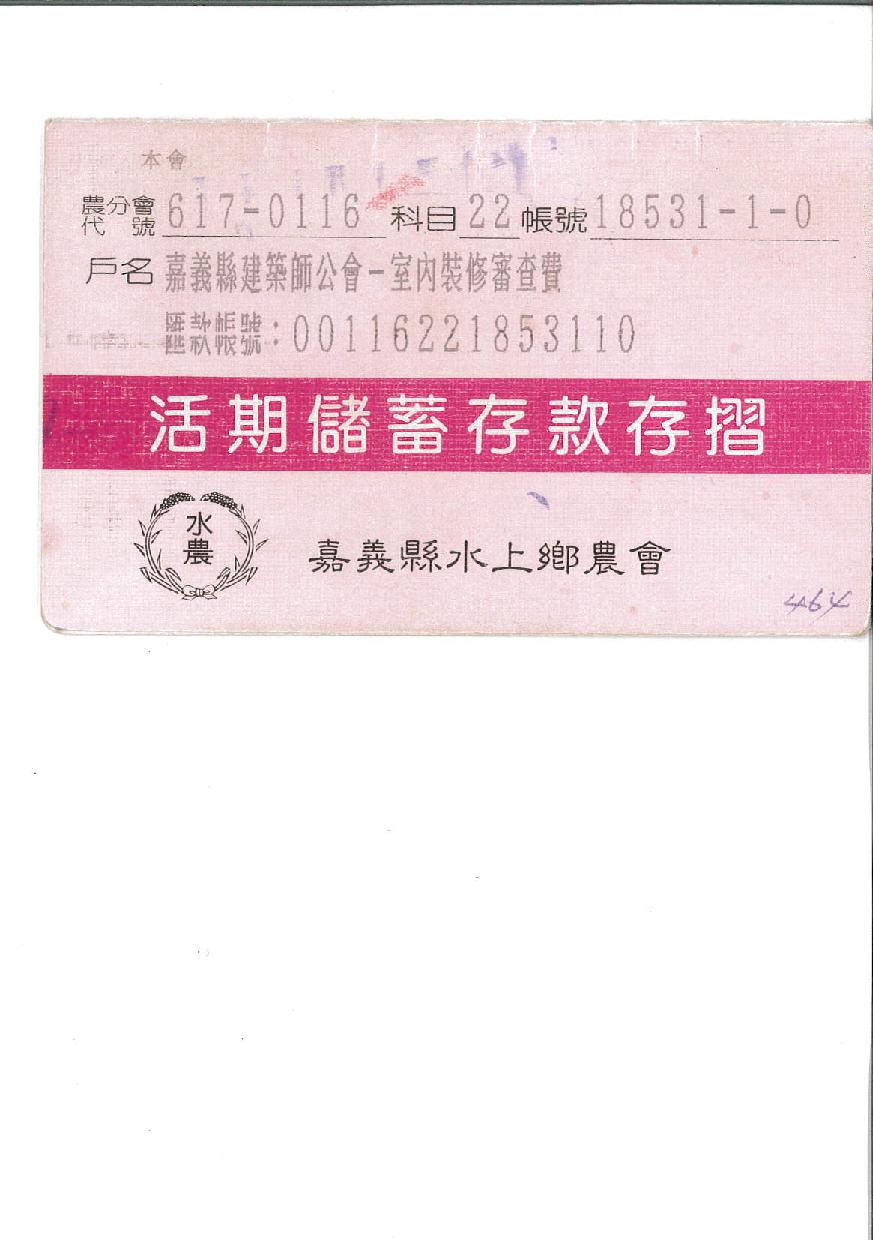 本會
農分會代號 617-0116 科目 22 帳號 18531-1-0
戶名 嘉義縣建築師公會－室內裝修審查費
匯款帳號：00116221853110
活期儲蓄存款存摺
水農
嘉義縣水上鄉農會
464